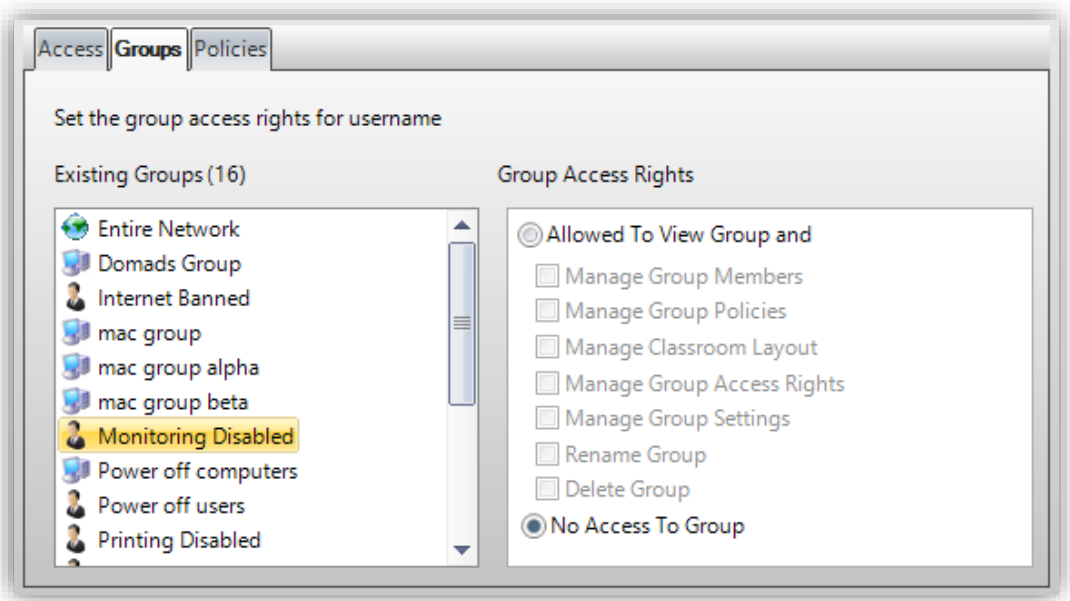 Access Groups Policies
Set the group access rights for username
Existing Groups (16)
Group Access Rights
Entire Network
Domads Group
Internet Banned
mac group
mac group alpha
mac group beta
Monitoring Disabled
Power off computers
Power off users
Printing Disabled
Allowed To View Group and
Manage Group Members
Manage Group Policies
Manage Classroom Layout
Manage Group Access Rights
Manage Group Settings
Rename Group
Delete Group
No Access To Group